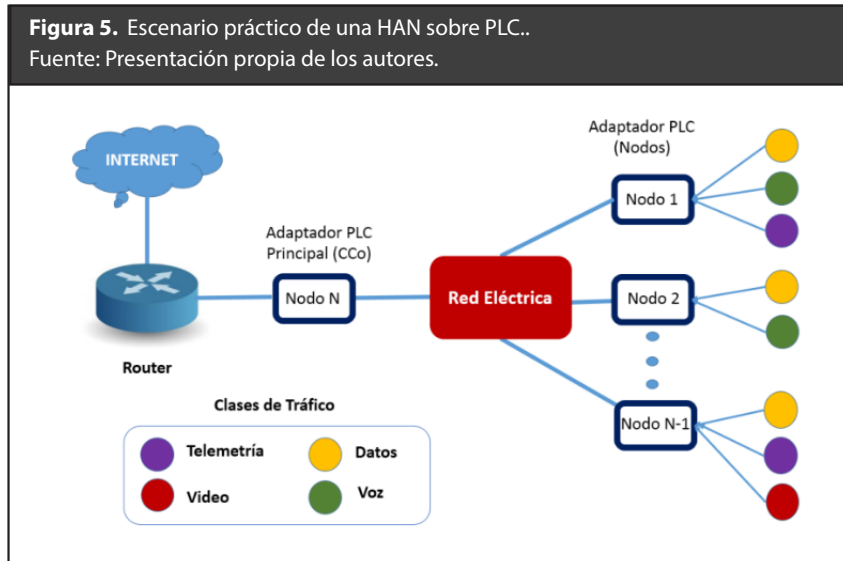 Figura 5. Escenario práctico de una HAN sobre PLC..
Fuente: Presentación propia de los autores.
INTERNET
Adaptador PLC
(Nodos)
Nodo 1
Adaptador PLC
Principal (CCo)
Nodo N
Red Eléctrica
Nodo 2
Router
Nodo N-1
Clases de Tráfico
Telemetría
Datos
Video
Voz